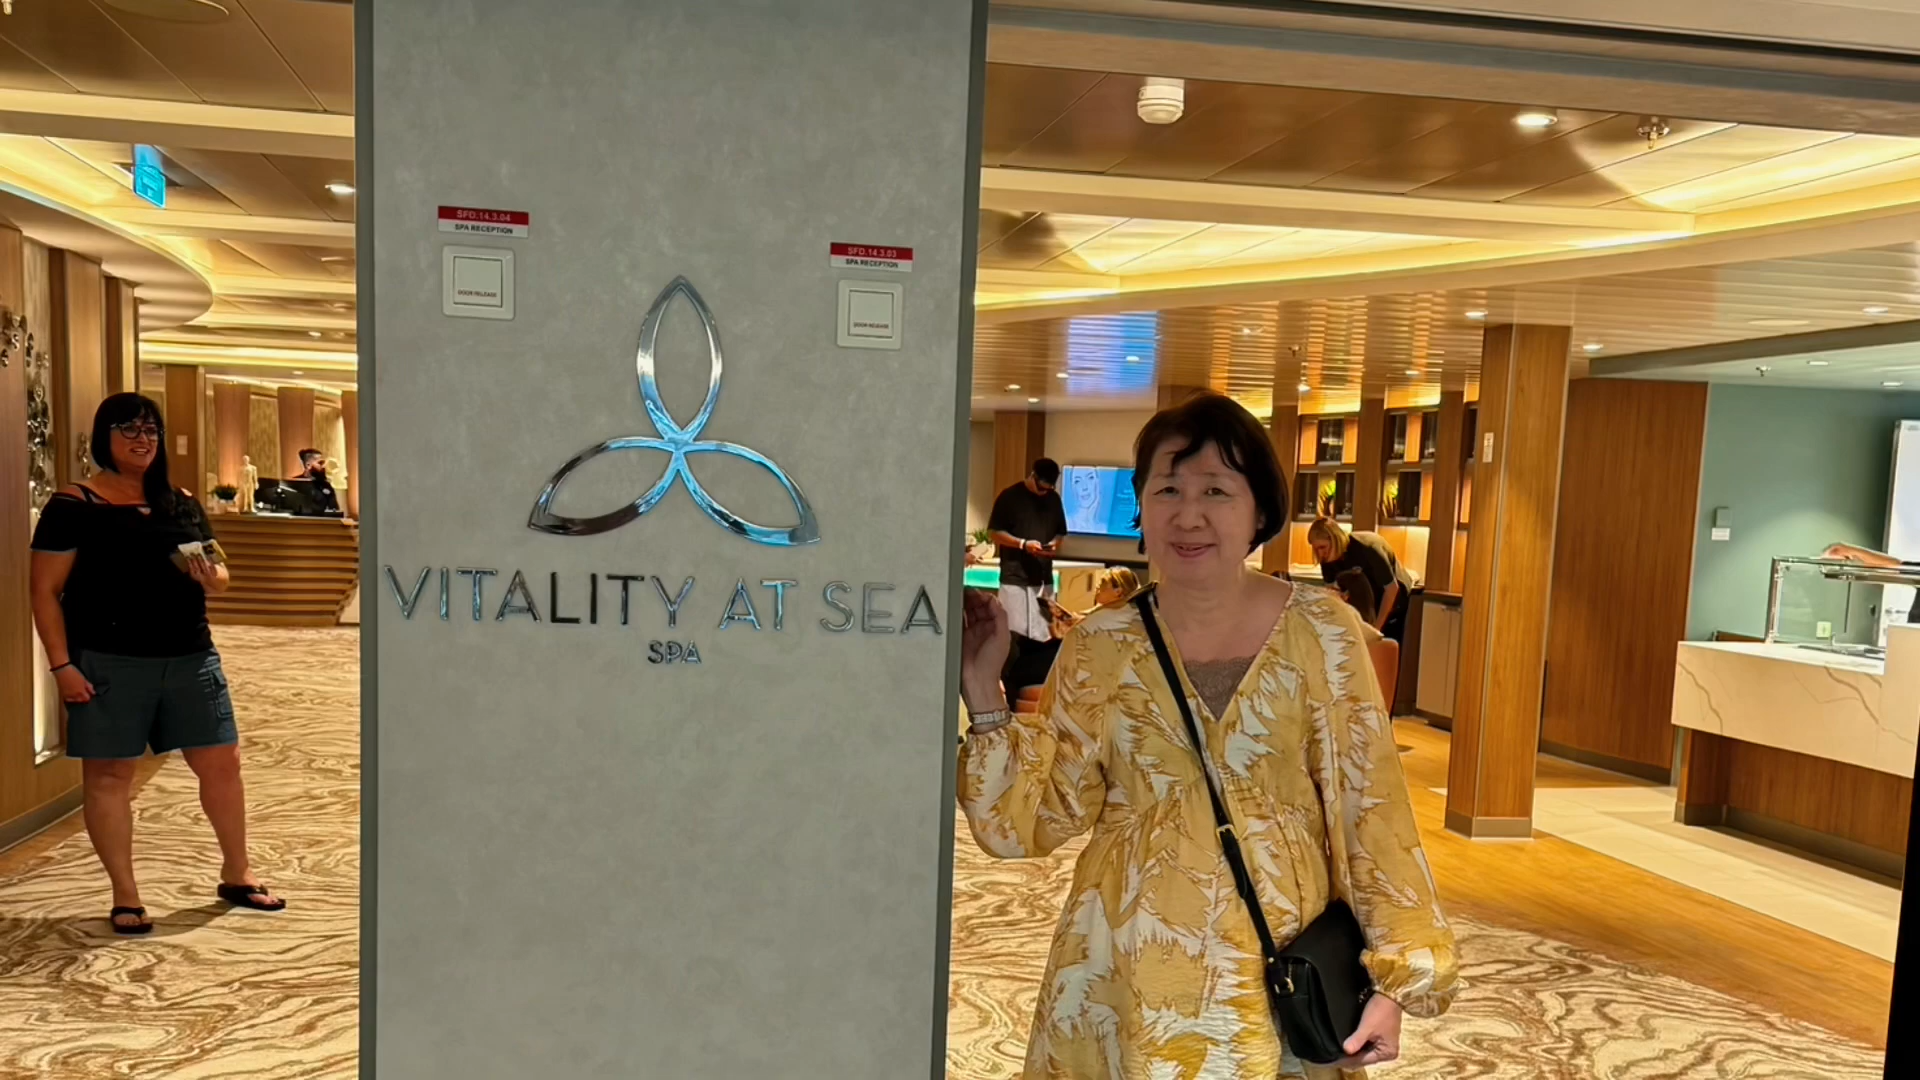 SFD.14.3.04
SPA RECEPTION
DOOR RELEASE
SFD.14.3.03
SPA RECEPTION
DOOR RELEASE
VITALITY AT SEA
SPA